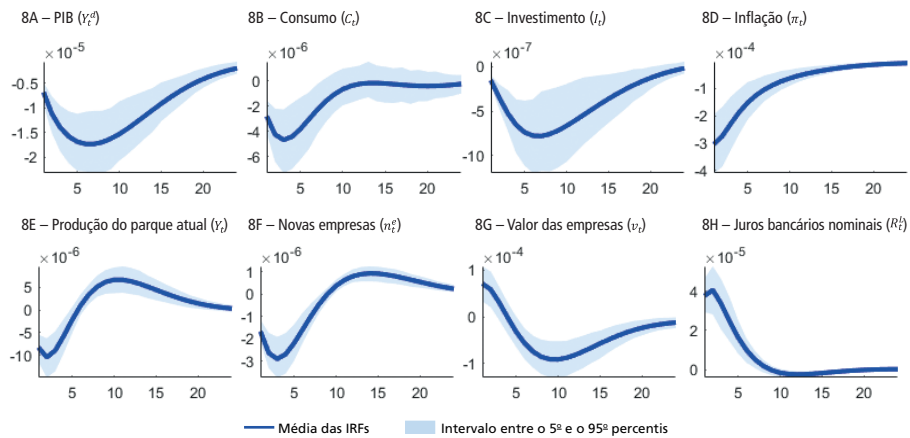 8A – PIB (Y_t^d)
8B – Consumo (C_t)
8C – Investimento (I_t)
8D – Inflação (π_t)
× 10⁻⁵
-0.5
-1
-1.5
-2
5 10 15 20
× 10⁻⁶
0
-2
-4
-6
5 10 15 20
× 10⁻⁷
0
-5
-10
5 10 15 20
× 10⁻⁴
-1
-2
-3
-4
5 10 15 20
8E – Produção do parque atual (Y_t)
8F – Novas empresas (n_t^e)
8G – Valor das empresas (v_t)
8H – Juros bancários nominais (R_t^b)
× 10⁻⁶
5
0
-5
-10
5 10 15 20
× 10⁻⁶
1
0
-1
-2
-3
5 10 15 20
× 10⁻⁴
1
0
-1
5 10 15 20
× 10⁻⁵
4
2
0
5 10 15 20
Média das IRFs
Intervalo entre o 5º e o 95º percentis